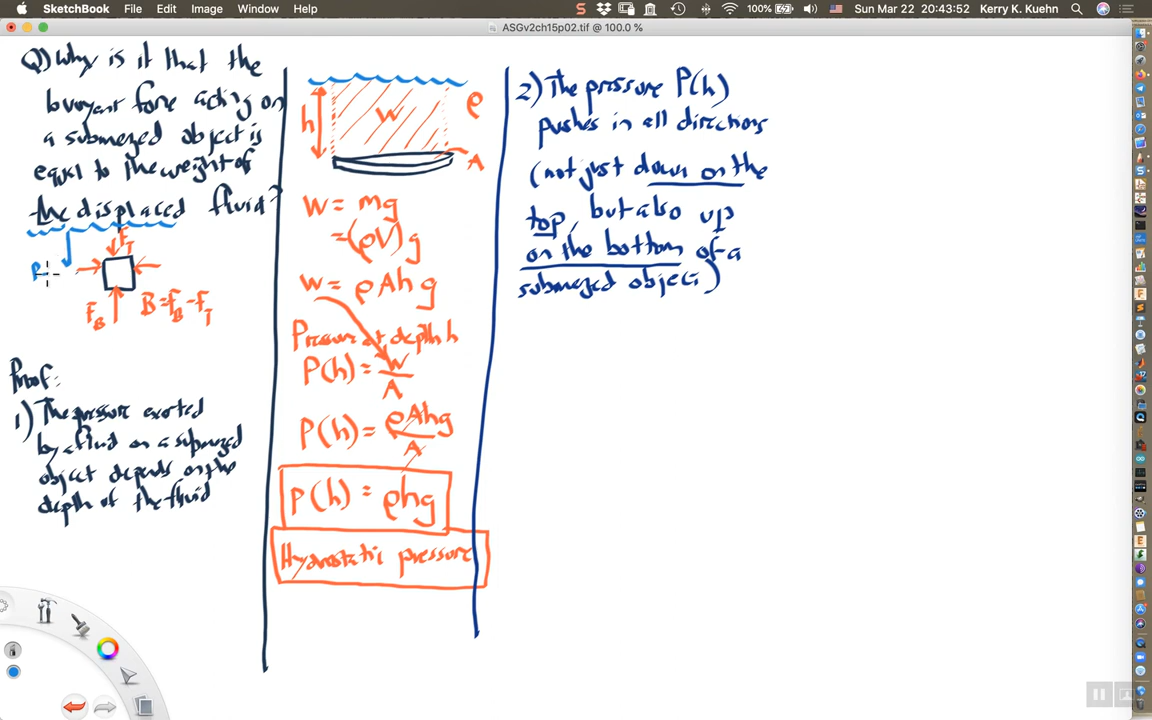 SketchBook File Edit Image Window Help
100% Sun Mar 22 20:43:52 Kerry K. Kuehn
ASGv2ch15p02.tif @ 100.0 %
Q) Why is it that the
buoyant force acting on
a submerged object is
equal to the weight of
the displaced fluid?
F_T
F_B
B = F_B - F_T
Proof:
1) The pressure exerted
by a fluid on a submerged
object depends on the
depth of the fluid
h
W
ρ
A
W = mg
= (ρV)g
W = ρAhg
Pressure at depth h
P(h) = W/A
P(h) = ρAhg/A
P(h) = ρhg
Hydrostatic pressure
2) The pressure P(h)
pushes in all directions
(not just down on the
top, but also up
on the bottom of a
submerged object)